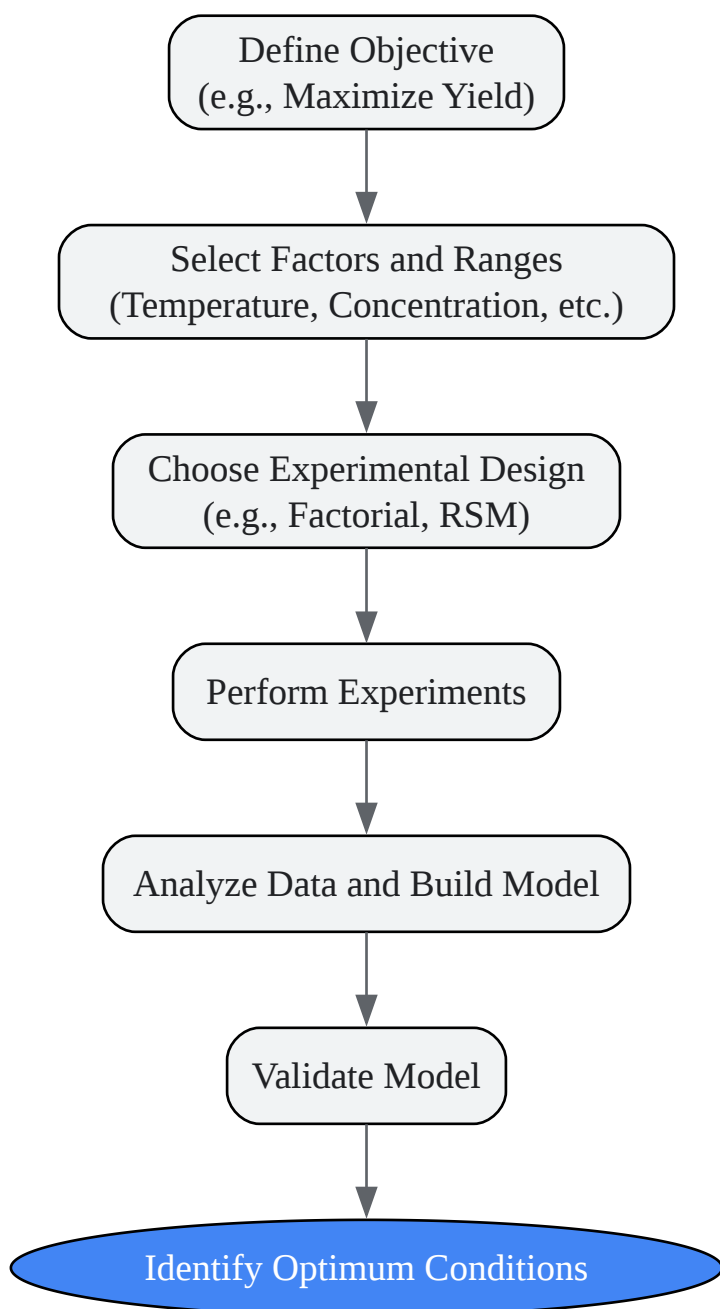 Define Objective
(e.g., Maximize Yield)
Select Factors and Ranges
(Temperature, Concentration, etc.)
Choose Experimental Design
(e.g., Factorial, RSM)
Perform Experiments
Analyze Data and Build Model
Validate Model
Identify Optimum Conditions